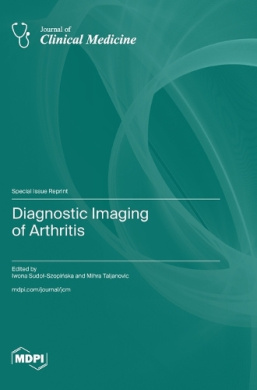 Journal of
Clinical Medicine
Special Issue Reprint
Diagnostic Imaging
of Arthritis
Edited by
Iwona Sudoł-Szopińska and Mihra Taljanovic
mdpi.com/journal/jcm
MDPI